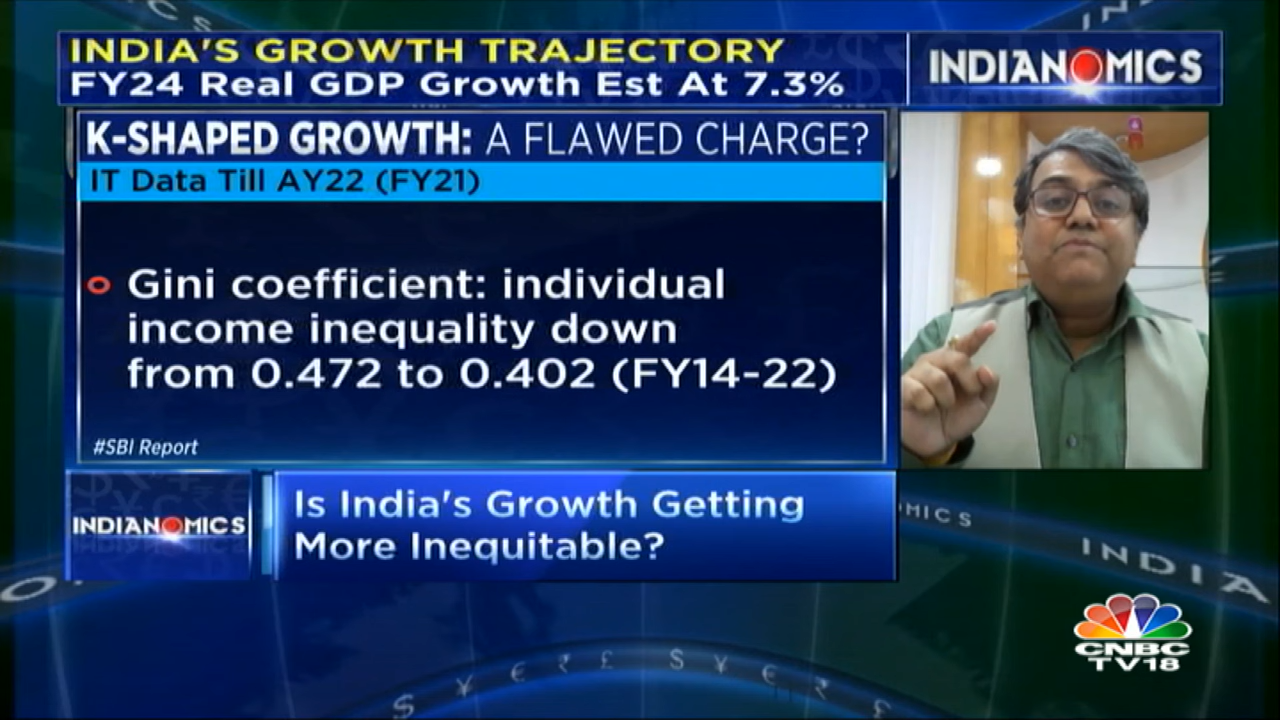 INDIA'S GROWTH TRAJECTORY
FY24 Real GDP Growth Est At 7.3%
INDIANOMICS
K-SHAPED GROWTH: A FLAWED CHARGE?
IT Data Till AY22 (FY21)
Gini coefficient: individual
income inequality down
from 0.472 to 0.402 (FY14-22)
#SBI Report
INDIANOMICS
Is India's Growth Getting
More Inequitable?
MICS
INDIA
CNBC
TV18